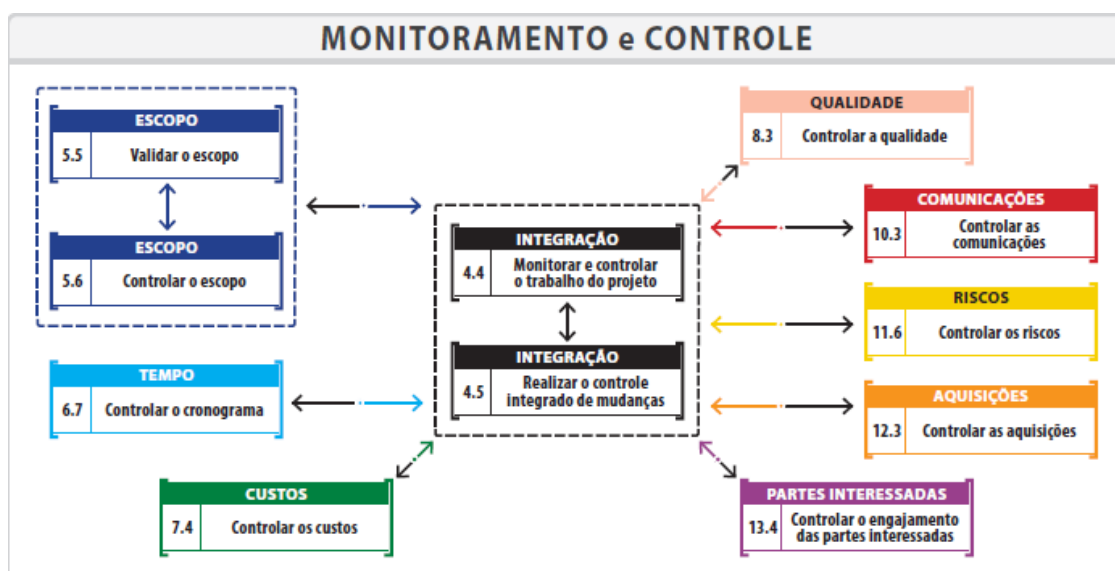 MONITORAMENTO e CONTROLE
ESCOPO
5.5
Validar o escopo
ESCOPO
5.6
Controlar o escopo
TEMPO
6.7
Controlar o cronograma
CUSTOS
7.4
Controlar os custos
INTEGRAÇÃO
4.4
Monitorar e controlar
o trabalho do projeto
INTEGRAÇÃO
4.5
Realizar o controle
integrado de mudanças
QUALIDADE
8.3
Controlar a qualidade
COMUNICAÇÕES
10.3
Controlar as
comunicações
RISCOS
11.6
Controlar os riscos
AQUISIÇÕES
12.3
Controlar as aquisições
PARTES INTERESSADAS
13.4
Controlar o engajamento
das partes interessadas